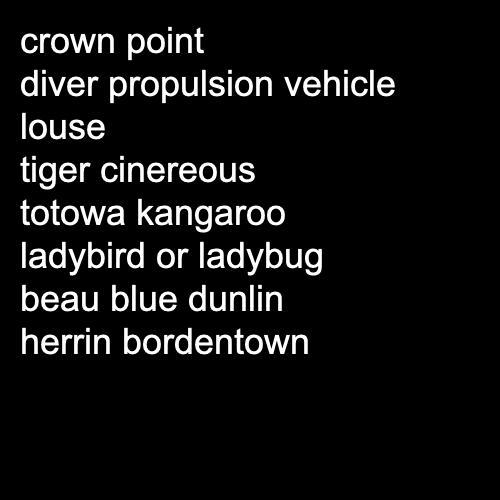 crown point
diver propulsion vehicle
louse
tiger cinereous
totowa kangaroo
ladybird or ladybug
beau blue dunlin
herrin bordentown